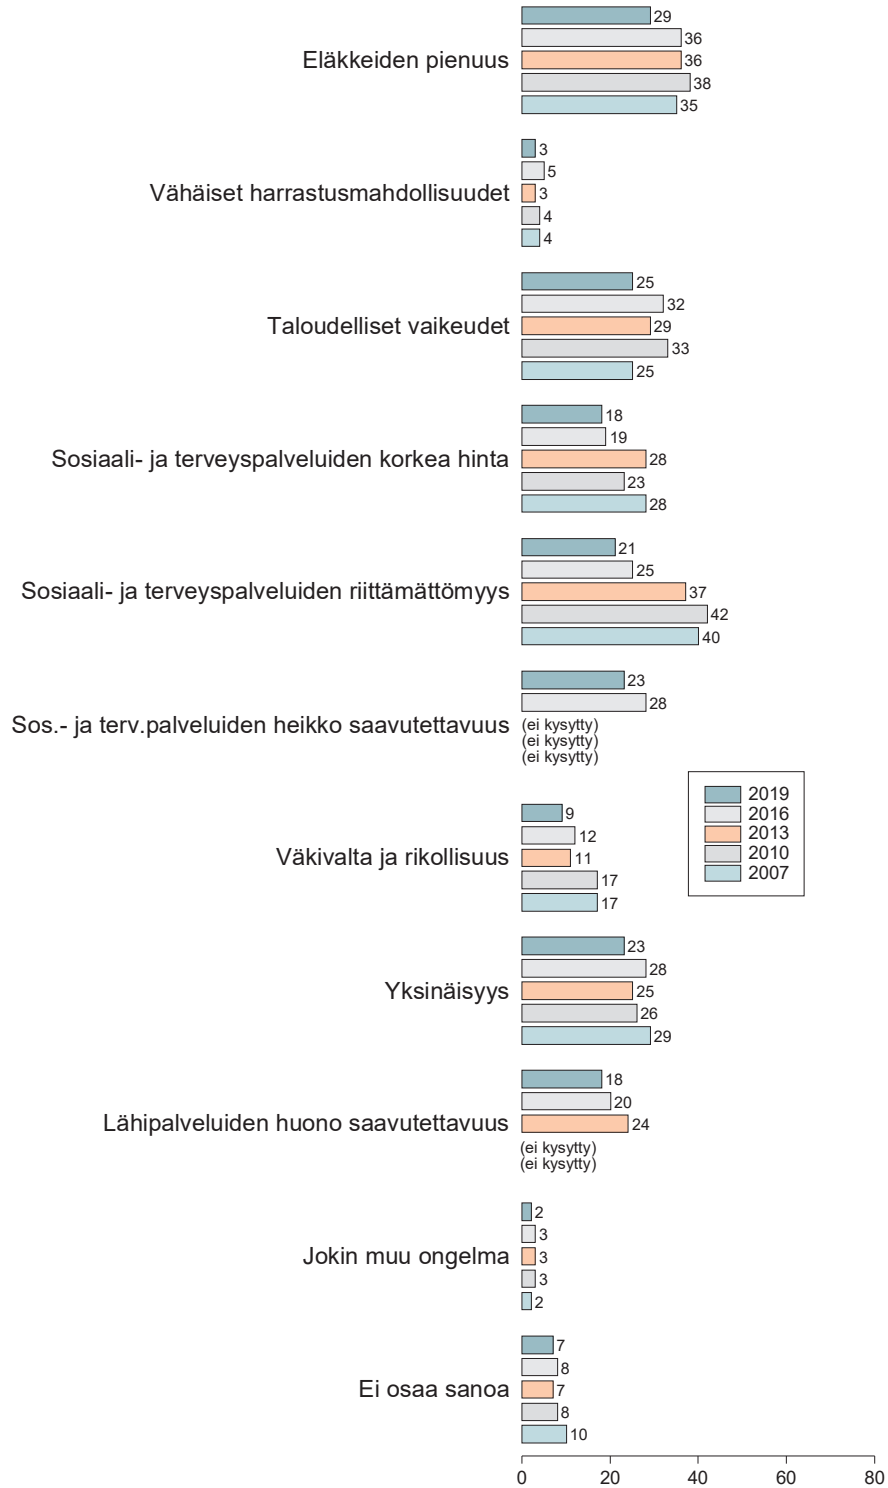 29
36
Eläkkeiden pienuus 36
38
35
3
5
Vähäiset harrastusmahdollisuudet 3
4
4
25
32
Taloudelliset vaikeudet 29
33
25
18
19
Sosiaali- ja terveyspalveluiden korkea hinta 28
23
28
21
25
Sosiaali- ja terveyspalveluiden riittämättömyys 37
42
40
23
28
Sos.- ja terv.palveluiden heikko saavutettavuus (ei kysytty)
(ei kysytty)
(ei kysytty)
9
12
Väkivalta ja rikollisuus 11
17
17
2019
2016
2013
2010
2007
23
28
Yksinäisyys 25
26
29
18
20
Lähipalveluiden huono saavutettavuus 24
(ei kysytty)
(ei kysytty)
2
3
Jokin muu ongelma 3
3
2
7
8
Ei osaa sanoa 7
8
10
0 20 40 60 80